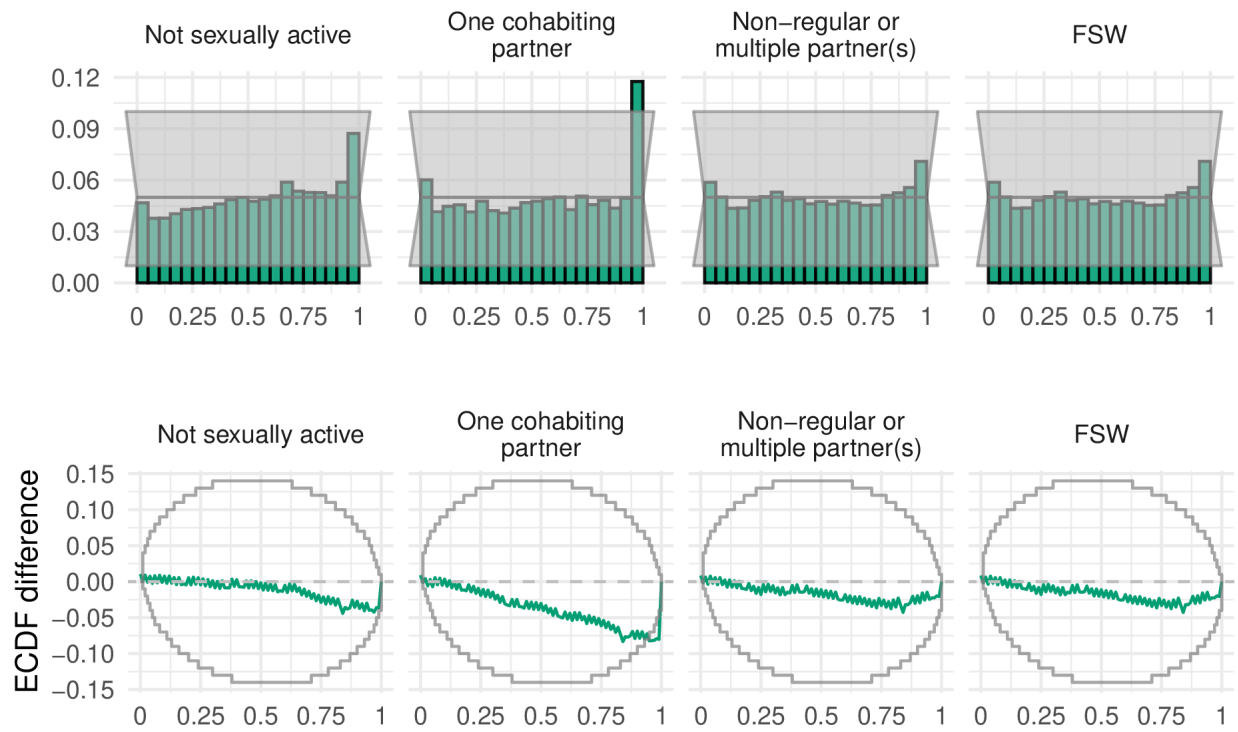 Not sexually active
One cohabiting
partner
Non−regular or
multiple partner(s)
FSW
0.12
0.09
0.06
0.03
0.00
0 0.25 0.5 0.75 1
0 0.25 0.5 0.75 1
0 0.25 0.5 0.75 1
0 0.25 0.5 0.75 1
Not sexually active
One cohabiting
partner
Non−regular or
multiple partner(s)
FSW
ECDF difference
0.15
0.10
0.05
0.00
−0.05
−0.10
−0.15
0 0.25 0.5 0.75 1
0 0.25 0.5 0.75 1
0 0.25 0.5 0.75 1
0 0.25 0.5 0.75 1